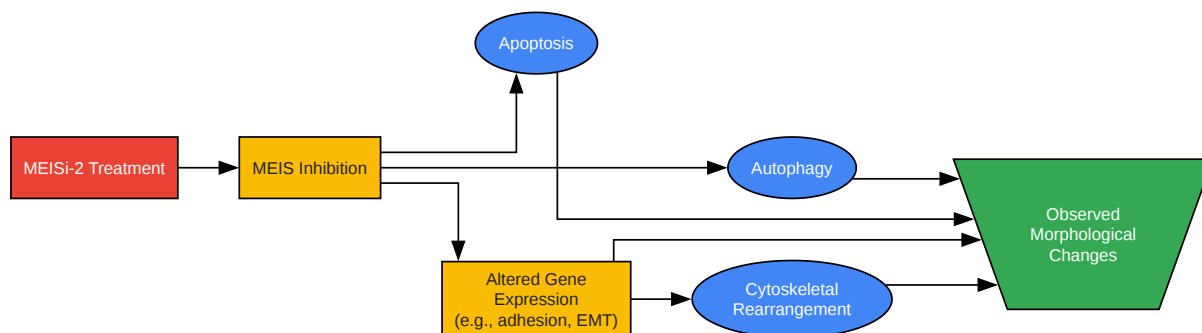 Apoptosis
MEISi-2 Treatment
MEIS Inhibition
Autophagy
Observed
Morphological
Changes
Altered Gene
Expression
(e.g., adhesion, EMT)
Cytoskeletal
Rearrangement